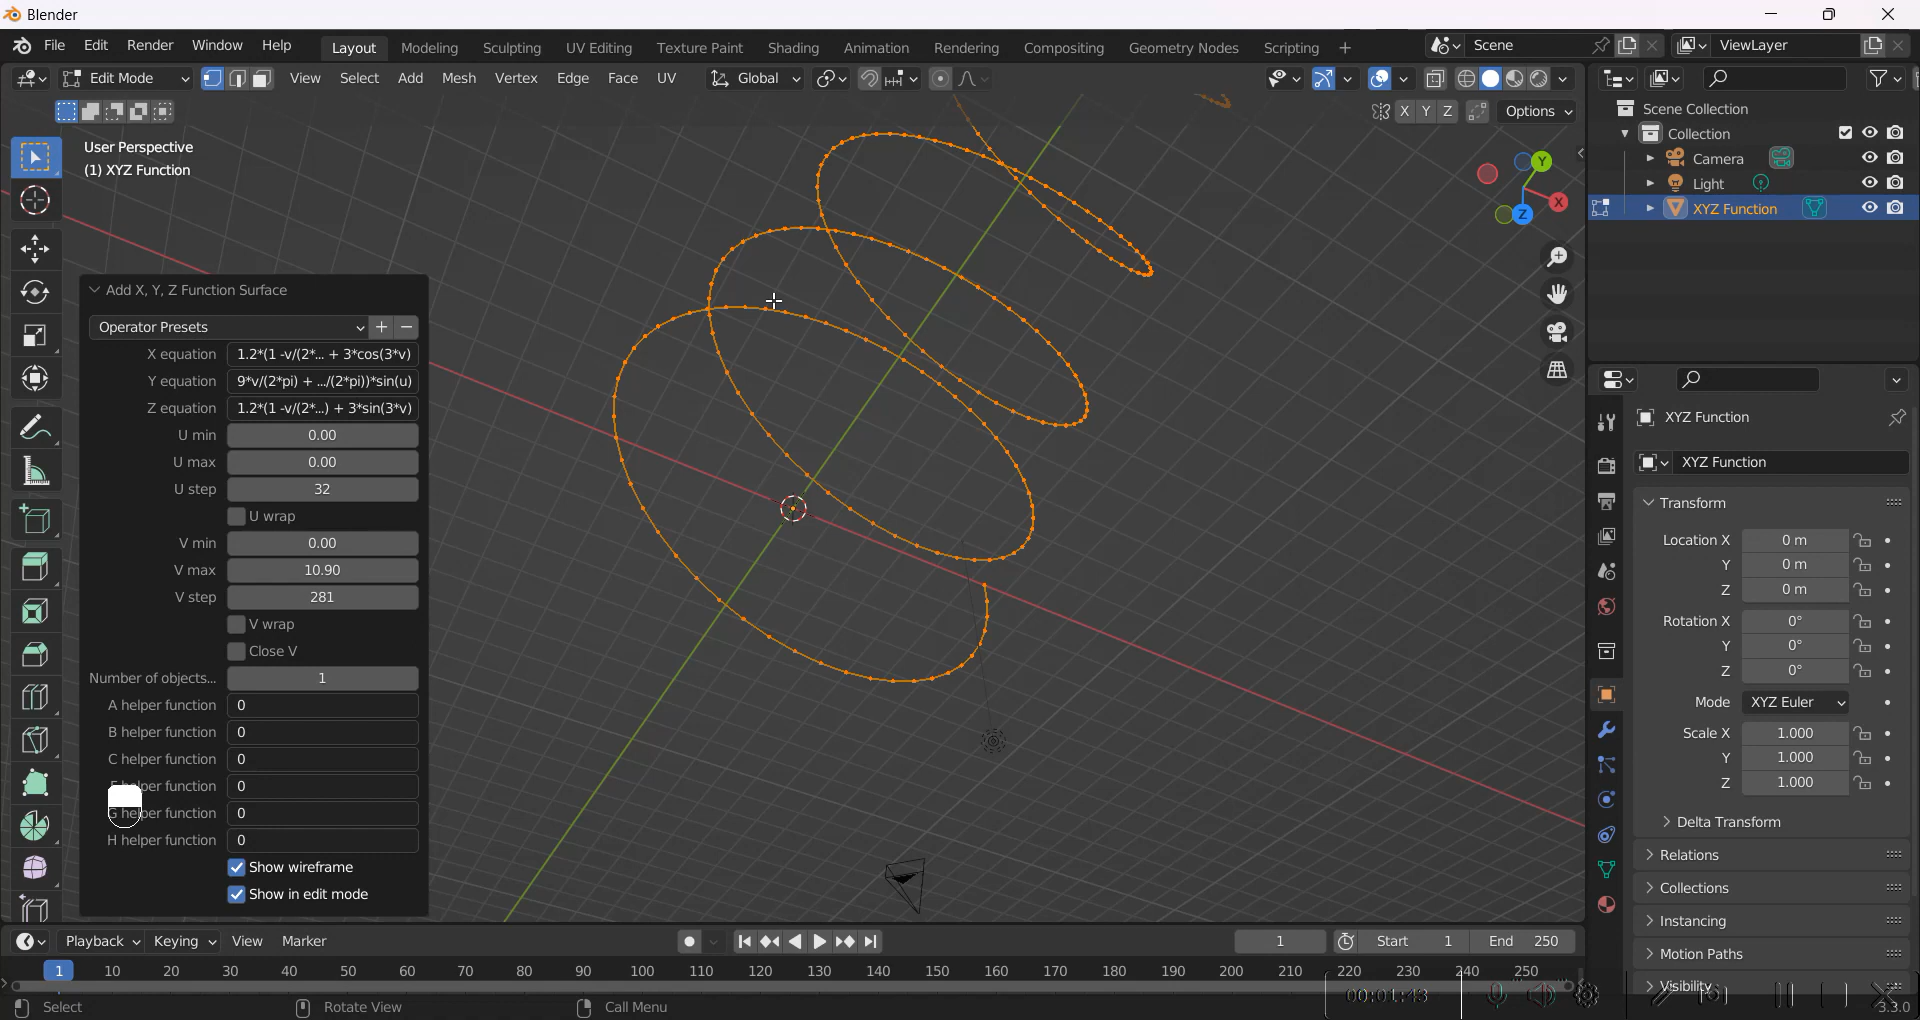 Blender
File Edit Render Window Help Layout Modeling Sculpting UV Editing Texture Paint Shading Animation Rendering Compositing Geometry Nodes Scripting + Scene ViewLayer
Edit Mode View Select Add Mesh Vertex Edge Face UV Global
X Y Z Options
User Perspective
(1) XYZ Function
Y
X
Z
Add X, Y, Z Function Surface
Operator Presets
X equation 1.2*(1 -v/(2*... + 3*cos(3*v)
Y equation 9*v/(2*pi) + .../(2*pi))*sin(u)
Z equation 1.2*(1 -v/(2*...) + 3*sin(3*v)
U min 0.00
U max 0.00
U step 32
U wrap
V min 0.00
V max 10.90
V step 281
V wrap
Close V
Number of objects... 1
A helper function 0
B helper function 0
C helper function 0
helper function 0
G helper function 0
H helper function 0
Show wireframe
Show in edit mode
Scene Collection
Collection
Camera
Light
XYZ Function
XYZ Function
XYZ Function
Transform
Location X 0 m
Y 0 m
Z 0 m
Rotation X 0°
Y 0°
Z 0°
Mode XYZ Euler
Scale X 1.000
Y 1.000
Z 1.000
Delta Transform
Relations
Collections
Instancing
Motion Paths
Visibility
Playback Keying View Marker 1 Start 1 End 250
1 10 20 30 40 50 60 70 80 90 100 110 120 130 140 150 160 170 180 190 200 210 220 230 240 250
Select Rotate View Call Menu 00:01:43 3.3.0